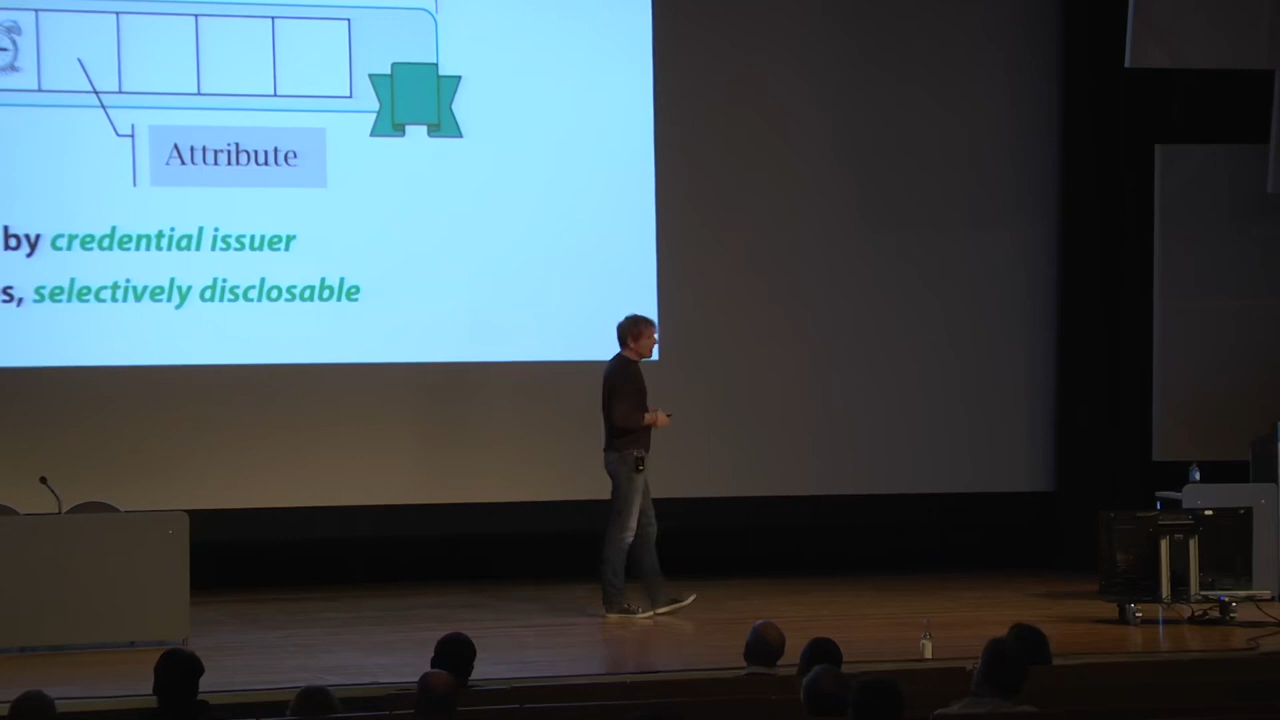 Attribute
by credential issuer
s, selectively disclosable